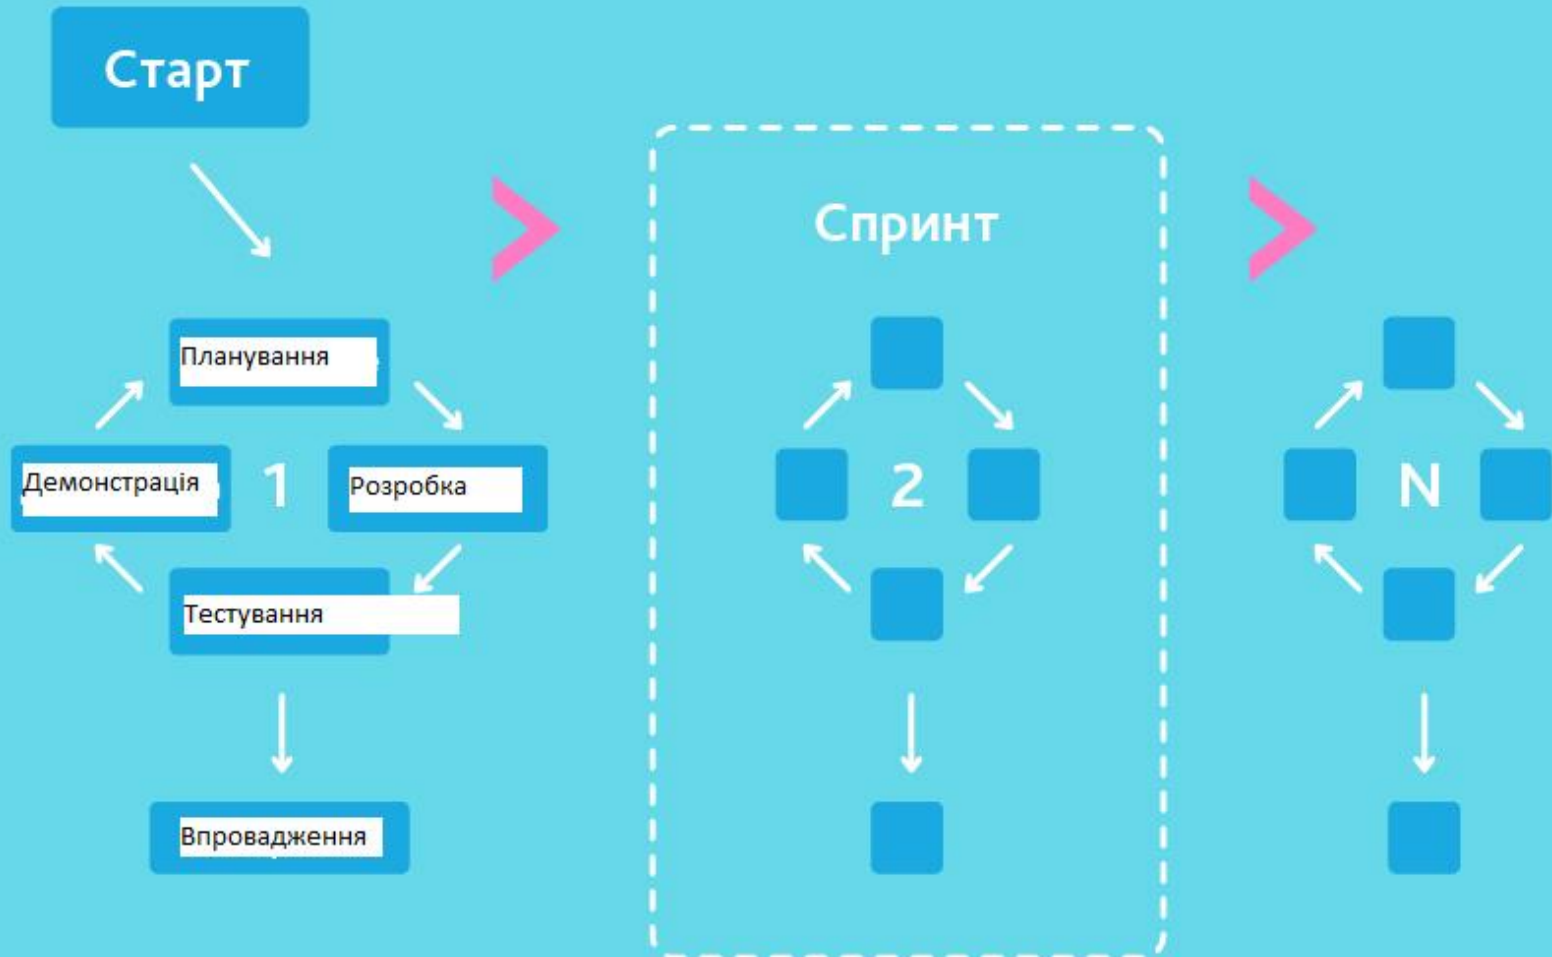 Старт
Спринт
Планування
Демонстрація
1
Розробка
2
N
Тестування
Впровадження